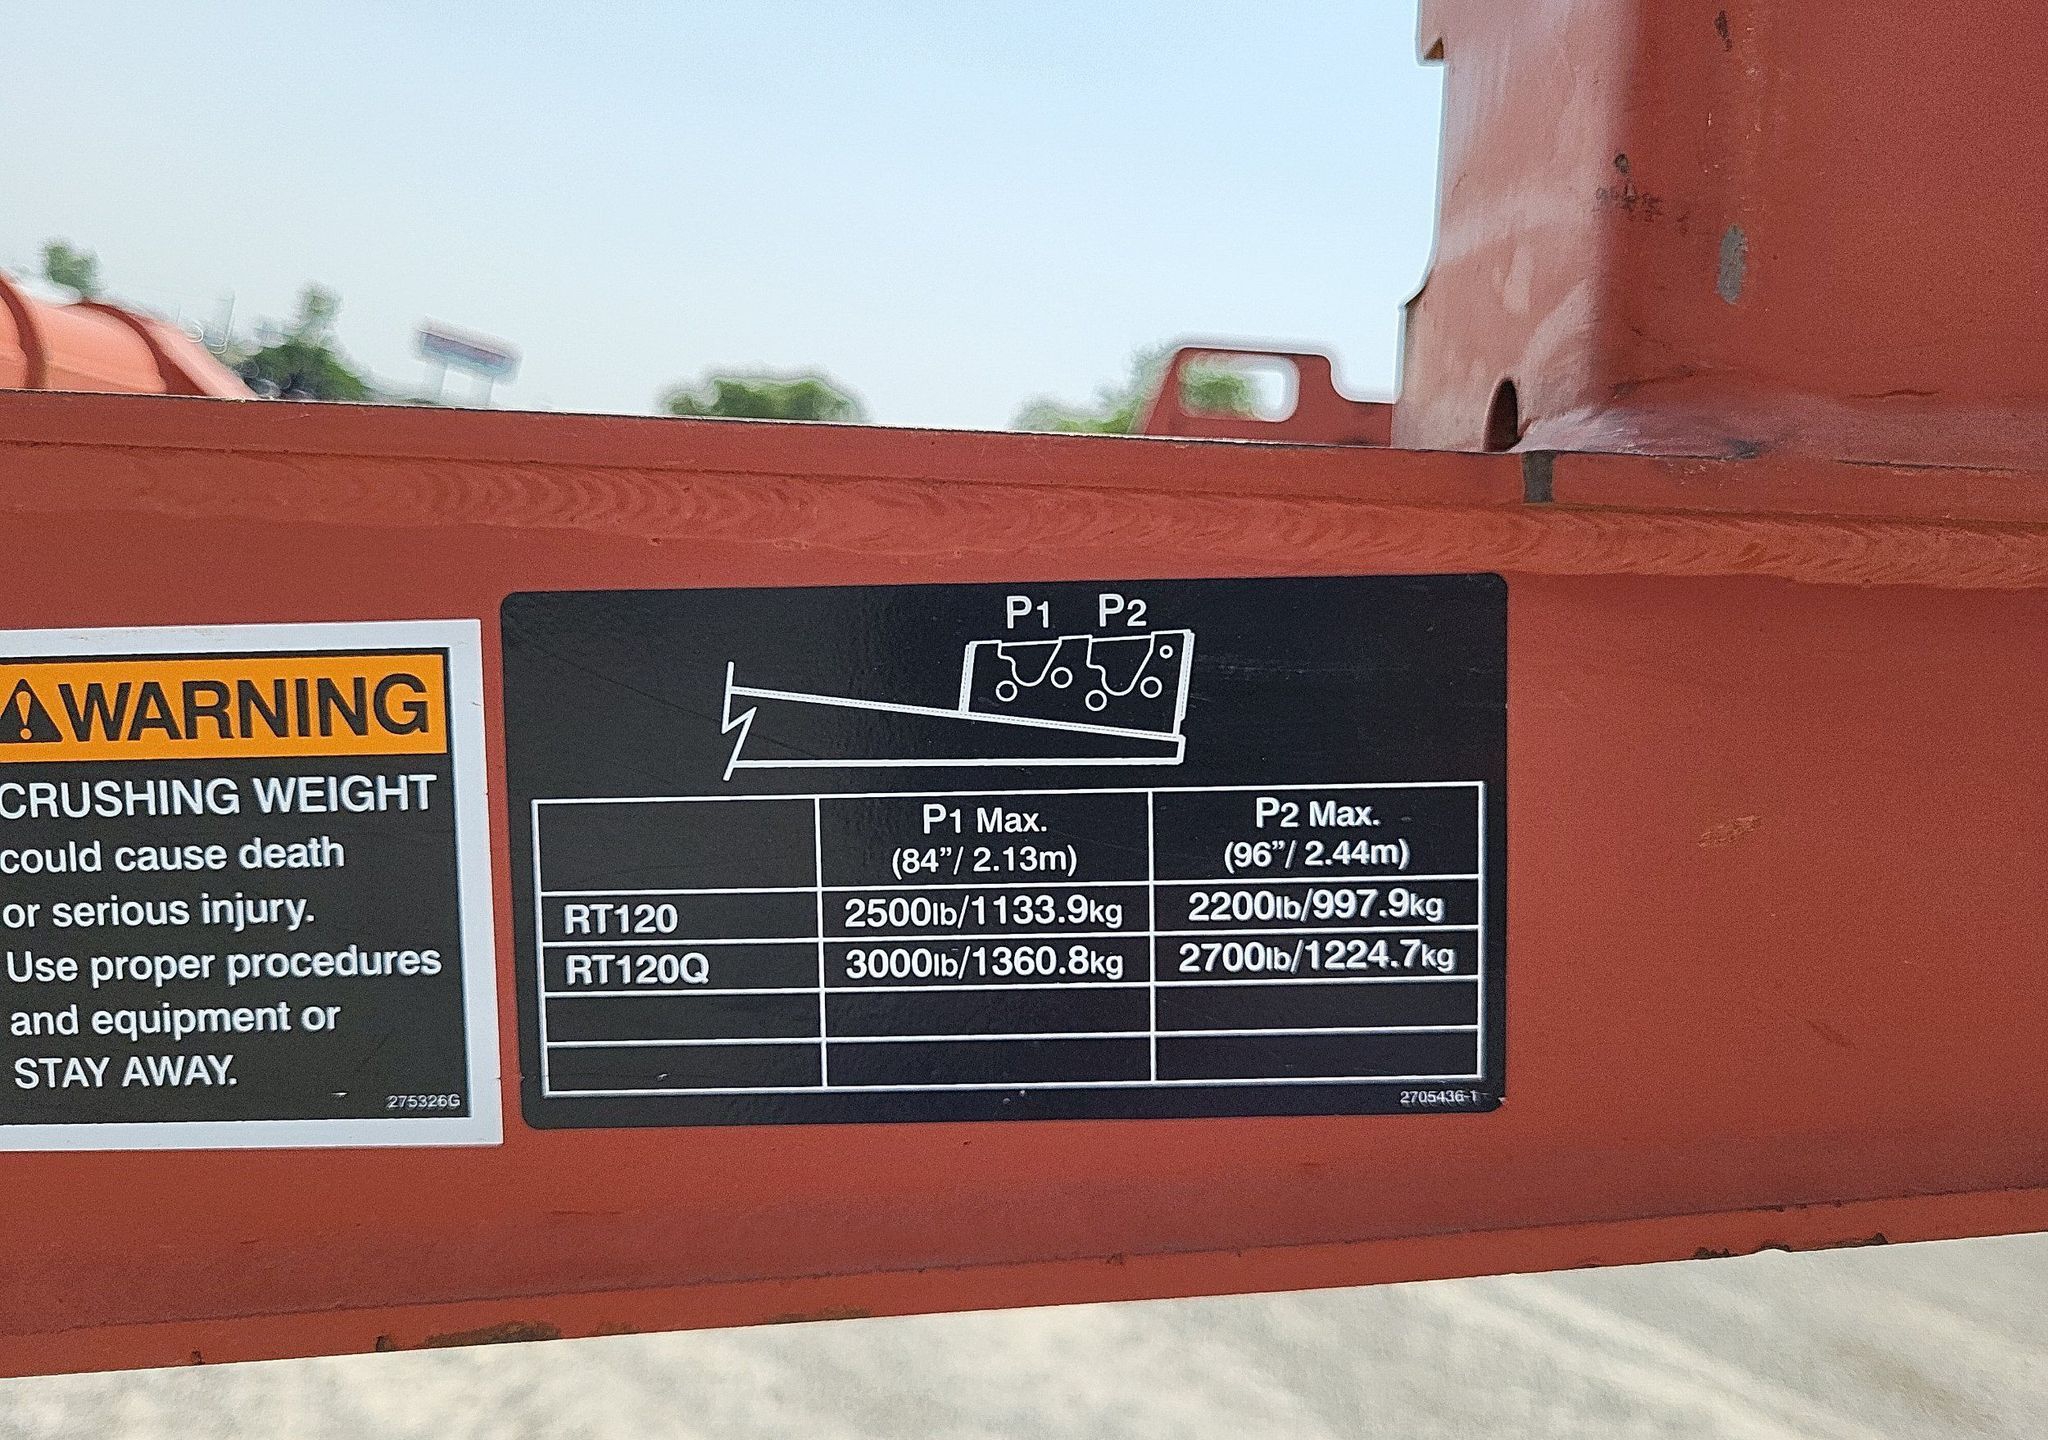 P1 P2
WARNING
CRUSHING WEIGHT
could cause death
or serious injury.
Use proper procedures
and equipment or
STAY AWAY.
275326G
P1 Max. P2 Max.
(84”/ 2.13m) (96”/ 2.44m)
RT120 2500lb/1133.9kg 2200lb/997.9kg
RT120Q 3000lb/1360.8kg 2700lb/1224.7kg
2705436-1